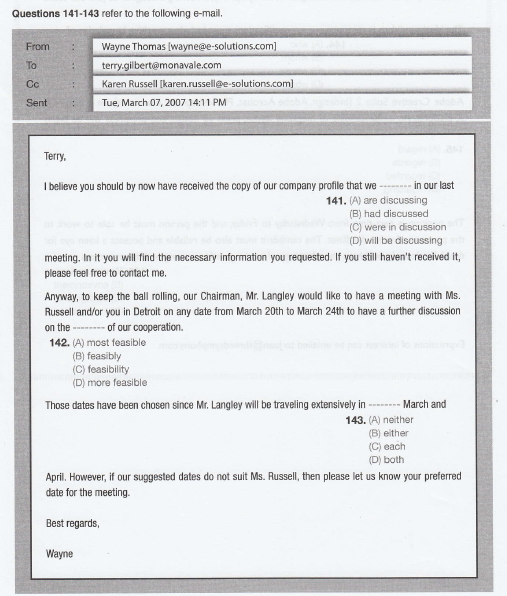 Questions 141-143 refer to the following e-mail.
From : Wayne Thomas [wayne@e-solutions.com]
To : terry.gilbert@monavale.com
Cc : Karen Russell [karen.russell@e-solutions.com]
Sent : Tue, March 07, 2007 14:11 PM
Terry,
I believe you should by now have received the copy of our company profile that we -------- in our last
141. (A) are discussing
(B) had discussed
(C) were in discussion
(D) will be discussing
meeting. In it you will find the necessary information you requested. If you still haven't received it,
please feel free to contact me.
Anyway, to keep the ball rolling, our Chairman, Mr. Langley would like to have a meeting with Ms.
Russell and/or you in Detroit on any date from March 20th to March 24th to have a further discussion
on the -------- of our cooperation.
142. (A) most feasible
(B) feasibly
(C) feasibility
(D) more feasible
Those dates have been chosen since Mr. Langley will be traveling extensively in -------- March and
143. (A) neither
(B) either
(C) each
(D) both
April. However, if our suggested dates do not suit Ms. Russell, then please let us know your preferred
date for the meeting.
Best regards,
Wayne